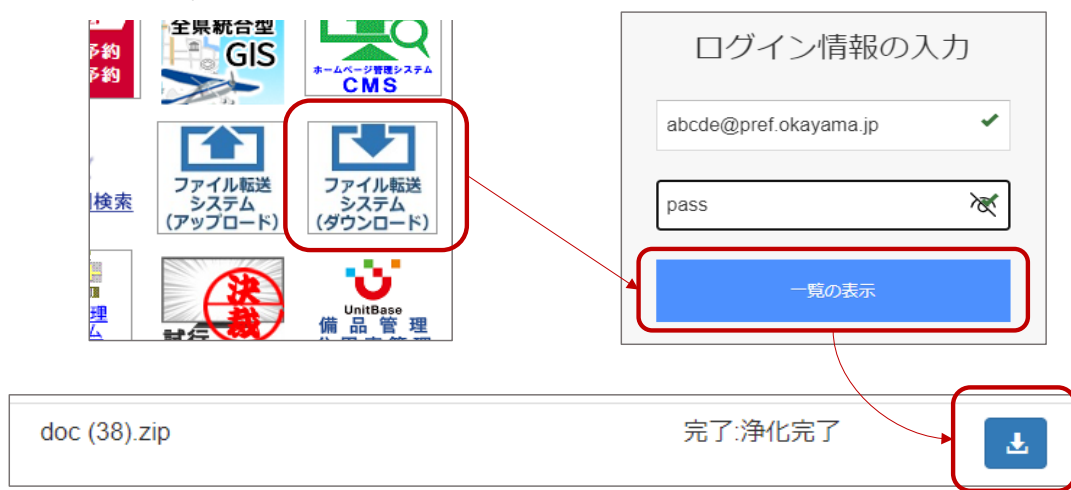 予約
予約
全県統合型
GIS
ホームページ管理システム
CMS
検索
ファイル転送
システム
(アップロード)
ファイル転送
システム
(ダウンロード)
理
ム
決
裁
試行
UnitBase
備品管理
ログイン情報の入力
abcde@pref.okayama.jp
pass
一覧の表示
doc (38).zip
完了:浄化完了